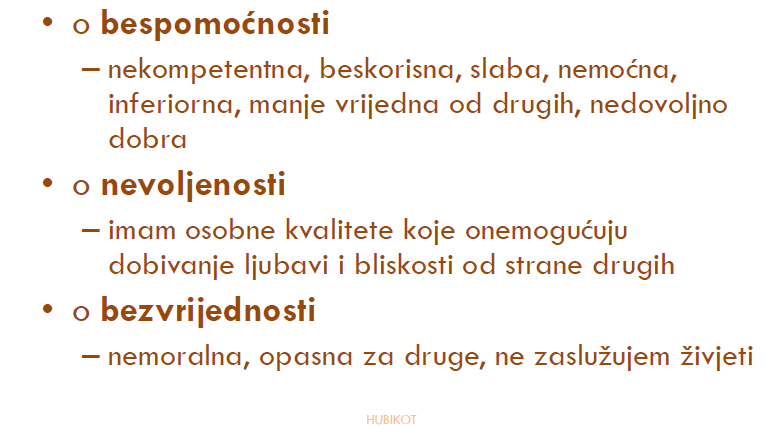 • o bespomoćnosti
– nekompetentna, beskorisna, slaba, nemoćna,
inferiorna, manje vrijedna od drugih, nedovoljno
dobra
• o nevoljenosti
– imam osobne kvalitete koje onemogućuju
dobivanje ljubavi i bliskosti od strane drugih
• o bezvrijednosti
– nemoralna, opasna za druge, ne zaslužujem živjeti
HUBIKOT